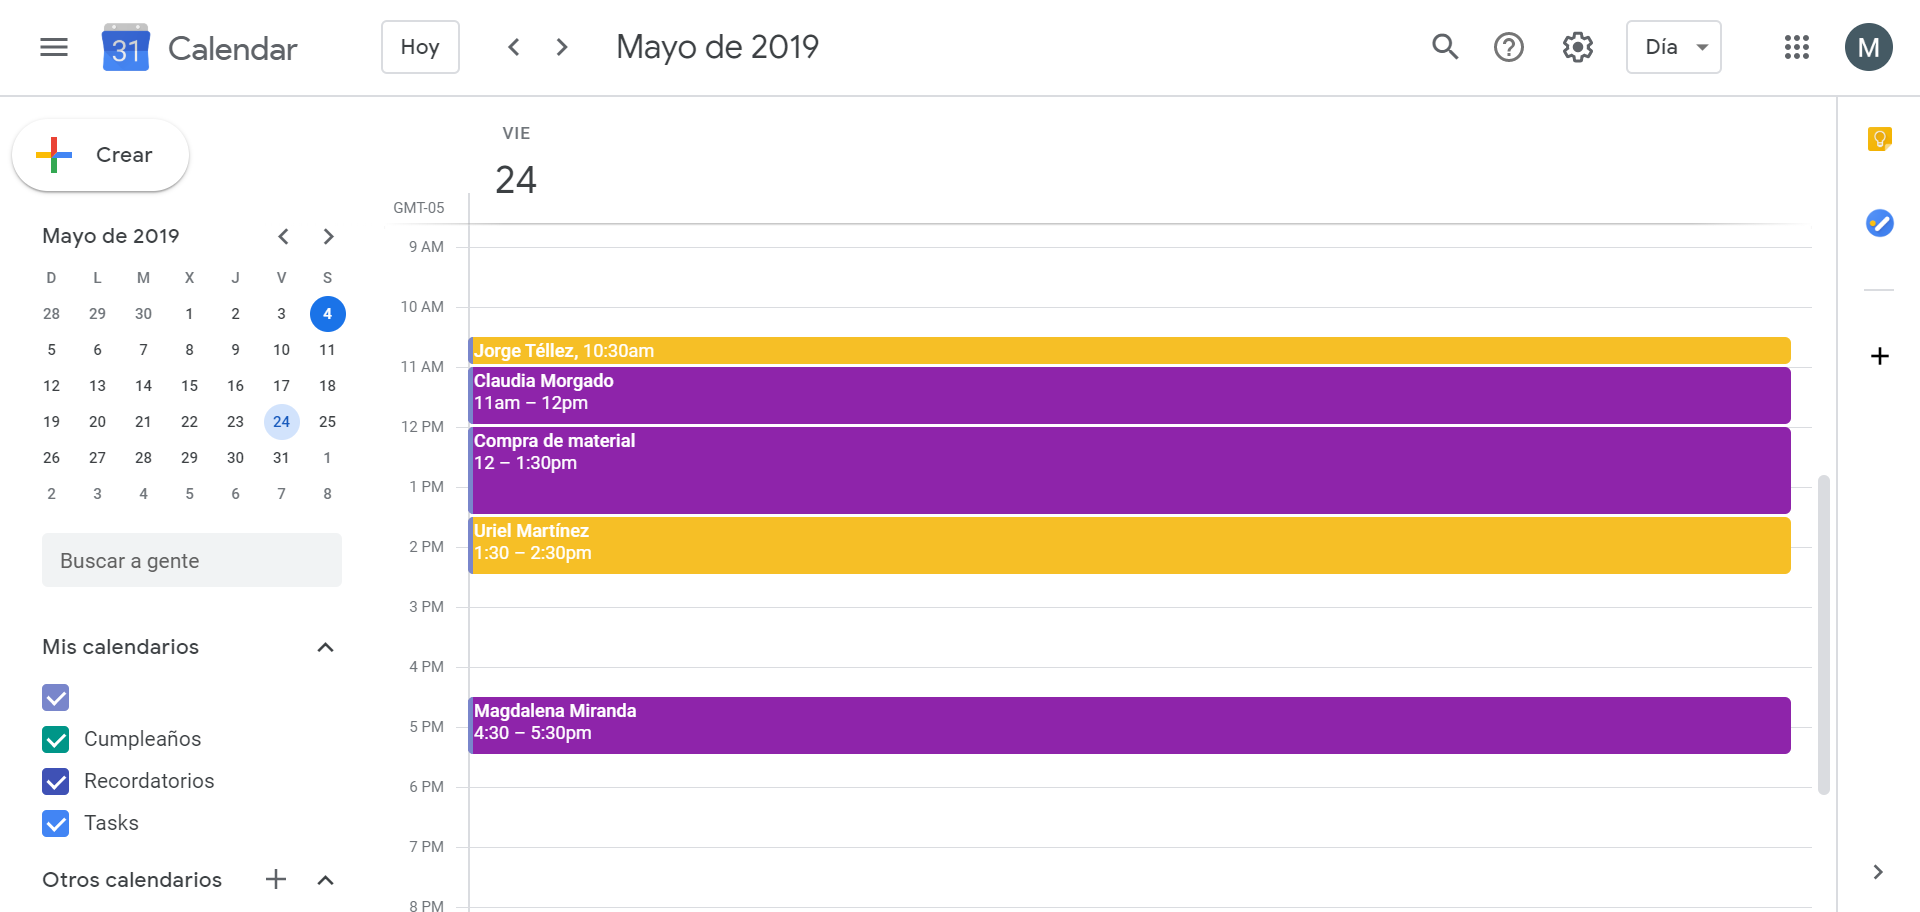 31 Calendar
Hoy
Mayo de 2019
Día
M
Crear
Mayo de 2019
D L M X J V S
28 29 30 1 2 3 4
5 6 7 8 9 10 11
12 13 14 15 16 17 18
19 20 21 22 23 24 25
26 27 28 29 30 31 1
2 3 4 5 6 7 8
Buscar a gente
Mis calendarios
Cumpleaños
Recordatorios
Tasks
Otros calendarios
VIE
24
GMT-05
9 AM
10 AM
Jorge Téllez, 10:30am
11 AM
Claudia Morgado
11am – 12pm
12 PM
Compra de material
12 – 1:30pm
1 PM
Uriel Martínez
2 PM
1:30 – 2:30pm
3 PM
4 PM
Magdalena Miranda
5 PM
4:30 – 5:30pm
6 PM
7 PM
8 PM